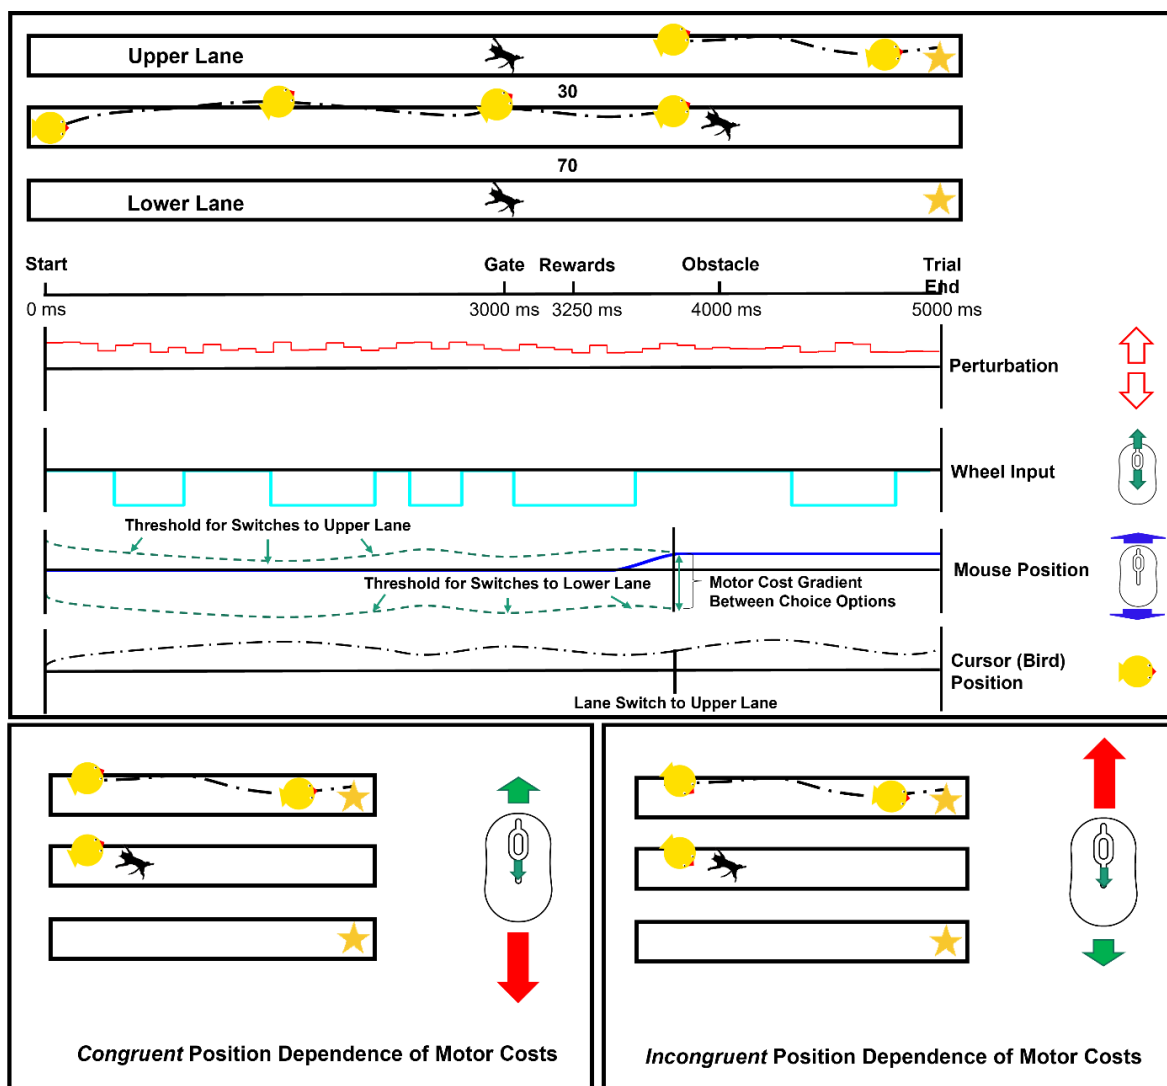 Upper Lane
30
70
Lower Lane
Start
Gate
Rewards
Obstacle
Trial
End
0 ms
3000 ms
3250 ms
4000 ms
5000 ms
Perturbation
Wheel Input
Threshold for Switches to Upper Lane
Threshold for Switches to Lower Lane
Motor Cost Gradient
Between Choice Options
Mouse Position
Cursor (Bird)
Position
Lane Switch to Upper Lane
Congruent Position Dependence of Motor Costs
Incongruent Position Dependence of Motor Costs